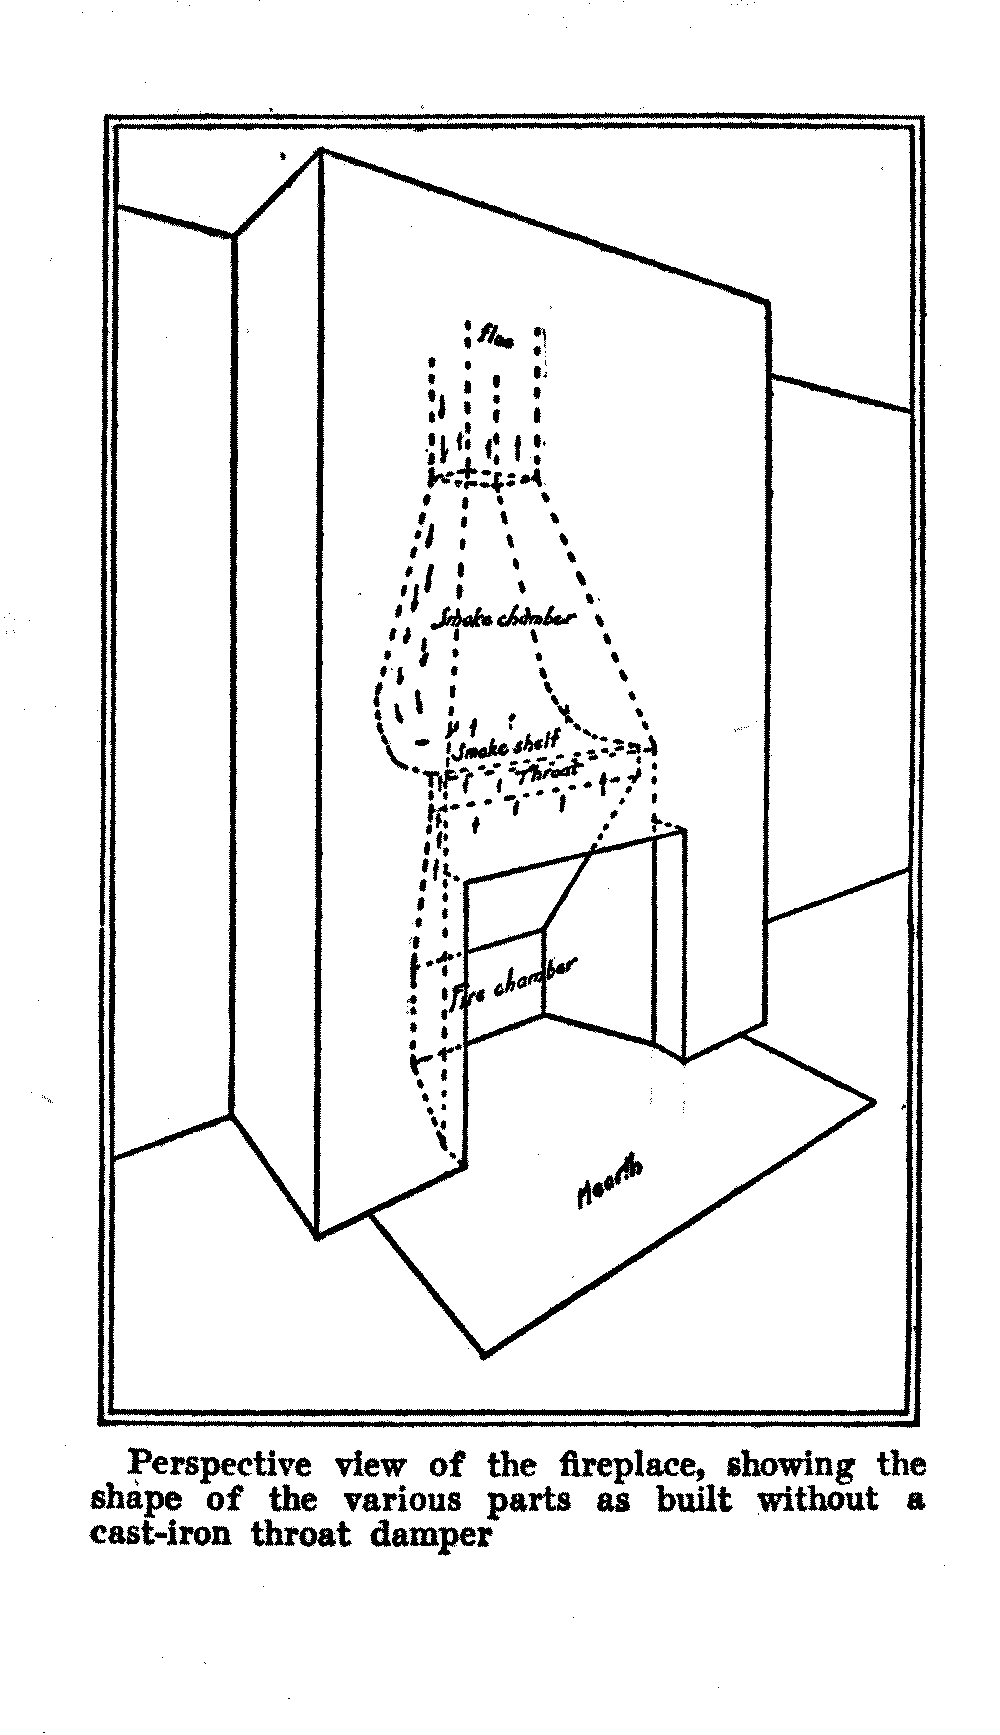 flue
Smoke chamber
Smoke shelf
Throat
Fire chamber
Hearth
Perspective view of the fireplace, showing the
shape of the various parts as built without a
cast-iron throat damper